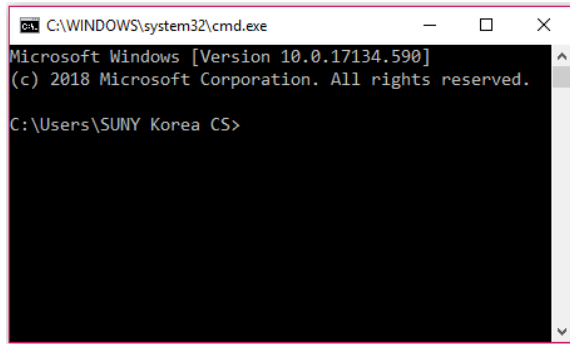 C:\WINDOWS\system32\cmd.exe
Microsoft Windows [Version 10.0.17134.590]
(c) 2018 Microsoft Corporation. All rights reserved.
C:\Users\SUNY Korea CS>